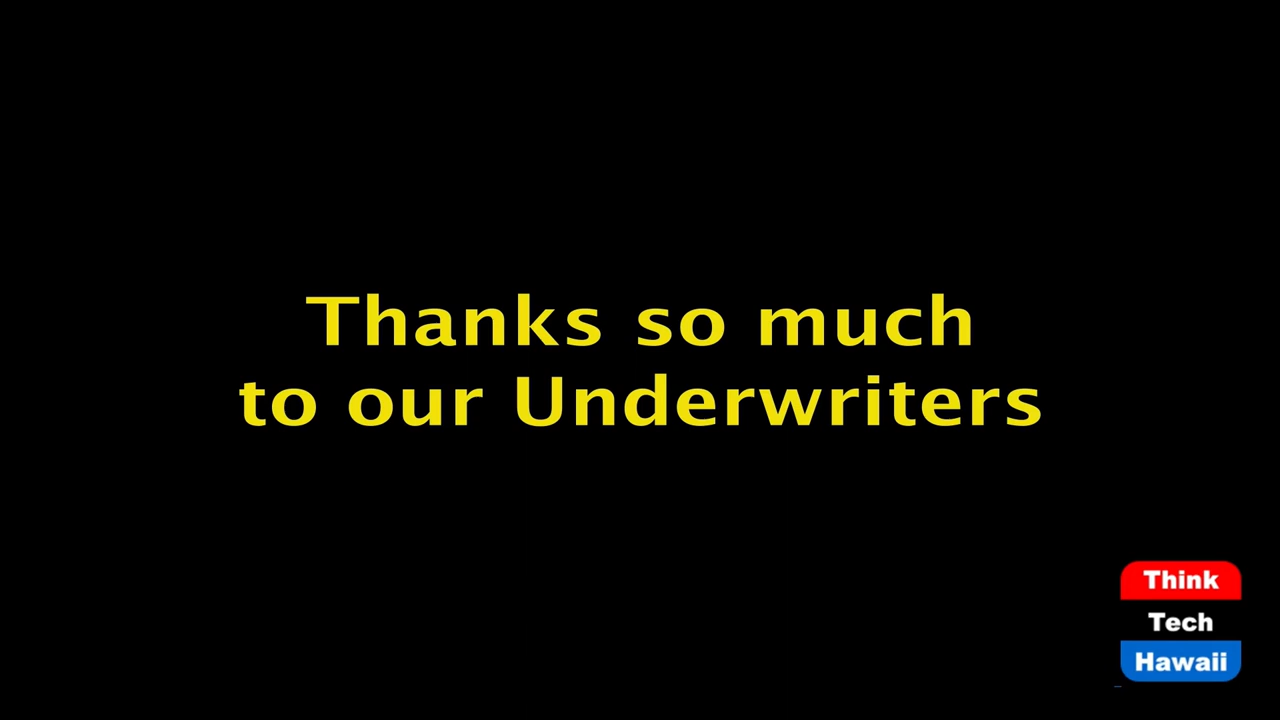 Thanks so much
to our Underwriters
Think
Tech
Hawaii